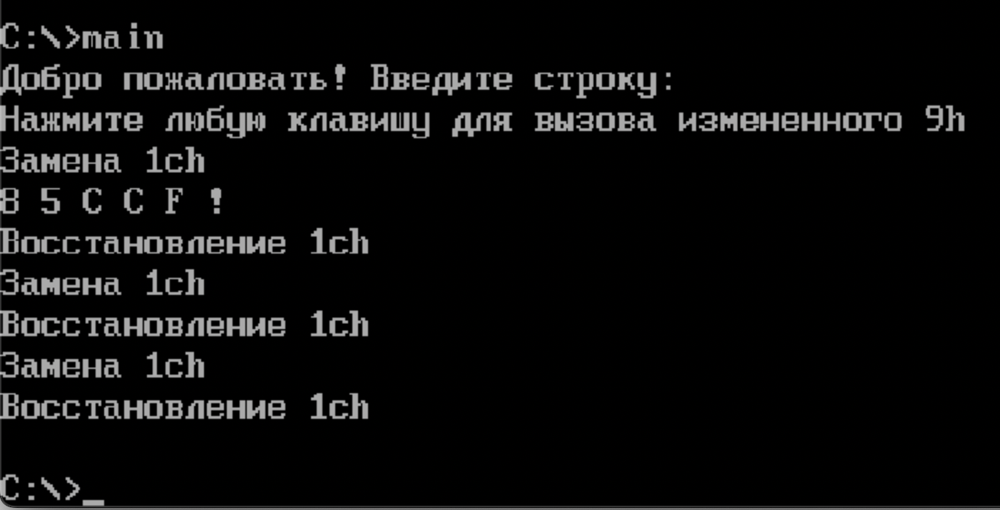 C:\>main
Добро пожаловать! Введите строку:
Нажмите любую клавишу для вызова измененного 9h
Замена 1ch
8 5 C C F !
Восстановление 1ch
Замена 1ch
Восстановление 1ch
Замена 1ch
Восстановление 1ch
C:\>_